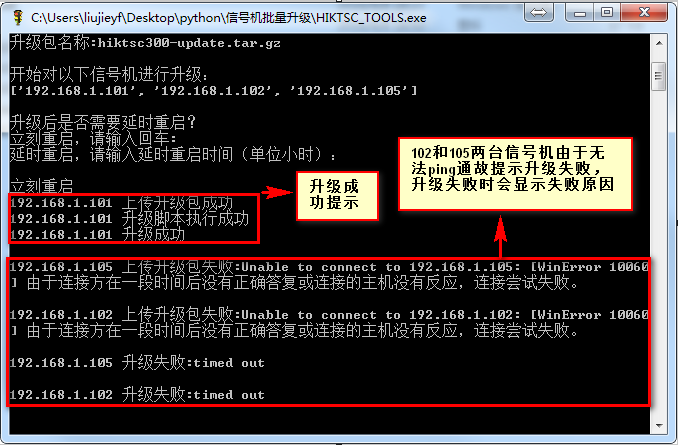 C:\Users\liujieyf\Desktop\python\信号机批量升级\HIKTSC_TOOLS.exe
升级包名称:hiktsc300-update.tar.gz
开始对以下信号机进行升级:
['192.168.1.101', '192.168.1.102', '192.168.1.105']
升级后是否需要延时重启?
立刻重启,请输入回车:
延时重启,请输入延时重启时间(单位小时):
立刻重启
192.168.1.101 上传升级包成功
192.168.1.101 升级脚本执行成功
192.168.1.101 升级成功
升级成
功提示
102和105两台信号机由于无
法ping通故提示升级失败,
升级失败时会显示失败原因
192.168.1.105 上传升级包失败:Unable to connect to 192.168.1.105: [WinError 10060
] 由于连接方在一段时间后没有正确答复或连接的主机没有反应,连接尝试失败。
192.168.1.102 上传升级包失败:Unable to connect to 192.168.1.102: [WinError 10060
] 由于连接方在一段时间后没有正确答复或连接的主机没有反应,连接尝试失败。
192.168.1.105 升级失败:timed out
192.168.1.102 升级失败:timed out